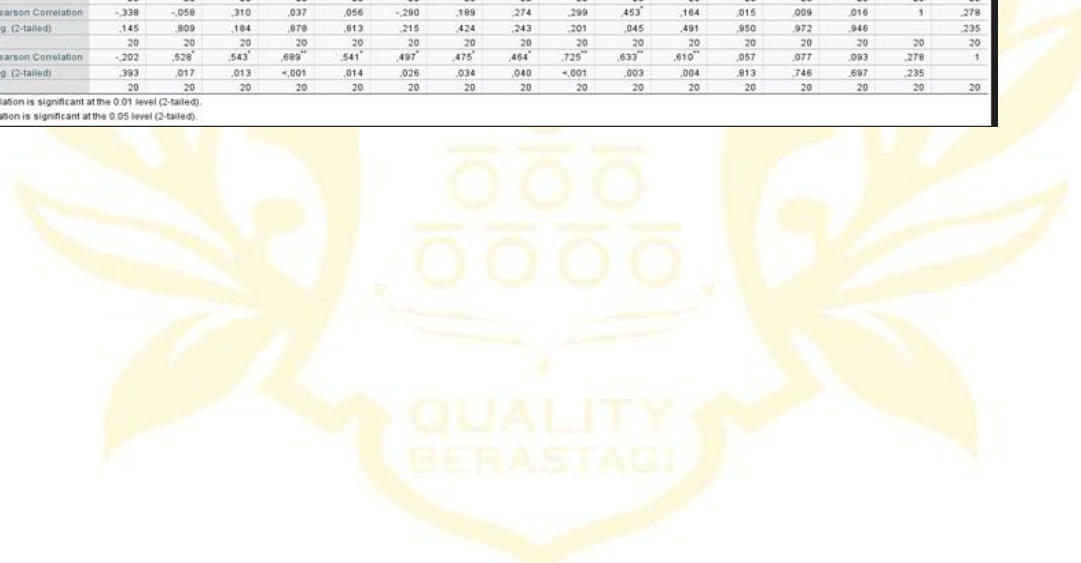 earson Correlation -,338 -,058 ,310 ,037 ,056 -,290 ,189 ,274 ,299 ,453* ,164 ,015 ,009 ,016 1 ,278
g. (2-tailed) ,145 ,809 ,184 ,878 ,813 ,215 ,424 ,243 ,201 ,045 ,491 ,950 ,972 ,946 ,235
20 20 20 20 20 20 20 20 20 20 20 20 20 20 20 20
earson Correlation -,202 ,528* ,543* ,689** ,541* ,497* ,475* ,464* ,725** ,633** ,610** ,057 ,077 ,093 ,278 1
g. (2-tailed) ,393 ,017 ,013 <,001 ,014 ,026 ,034 ,040 <,001 ,003 ,004 ,813 ,746 ,697 ,235
20 20 20 20 20 20 20 20 20 20 20 20 20 20 20 20
lation is significant at the 0.01 level (2-tailed).
ation is significant at the 0.05 level (2-tailed).
QUALITY
BERASTAGI